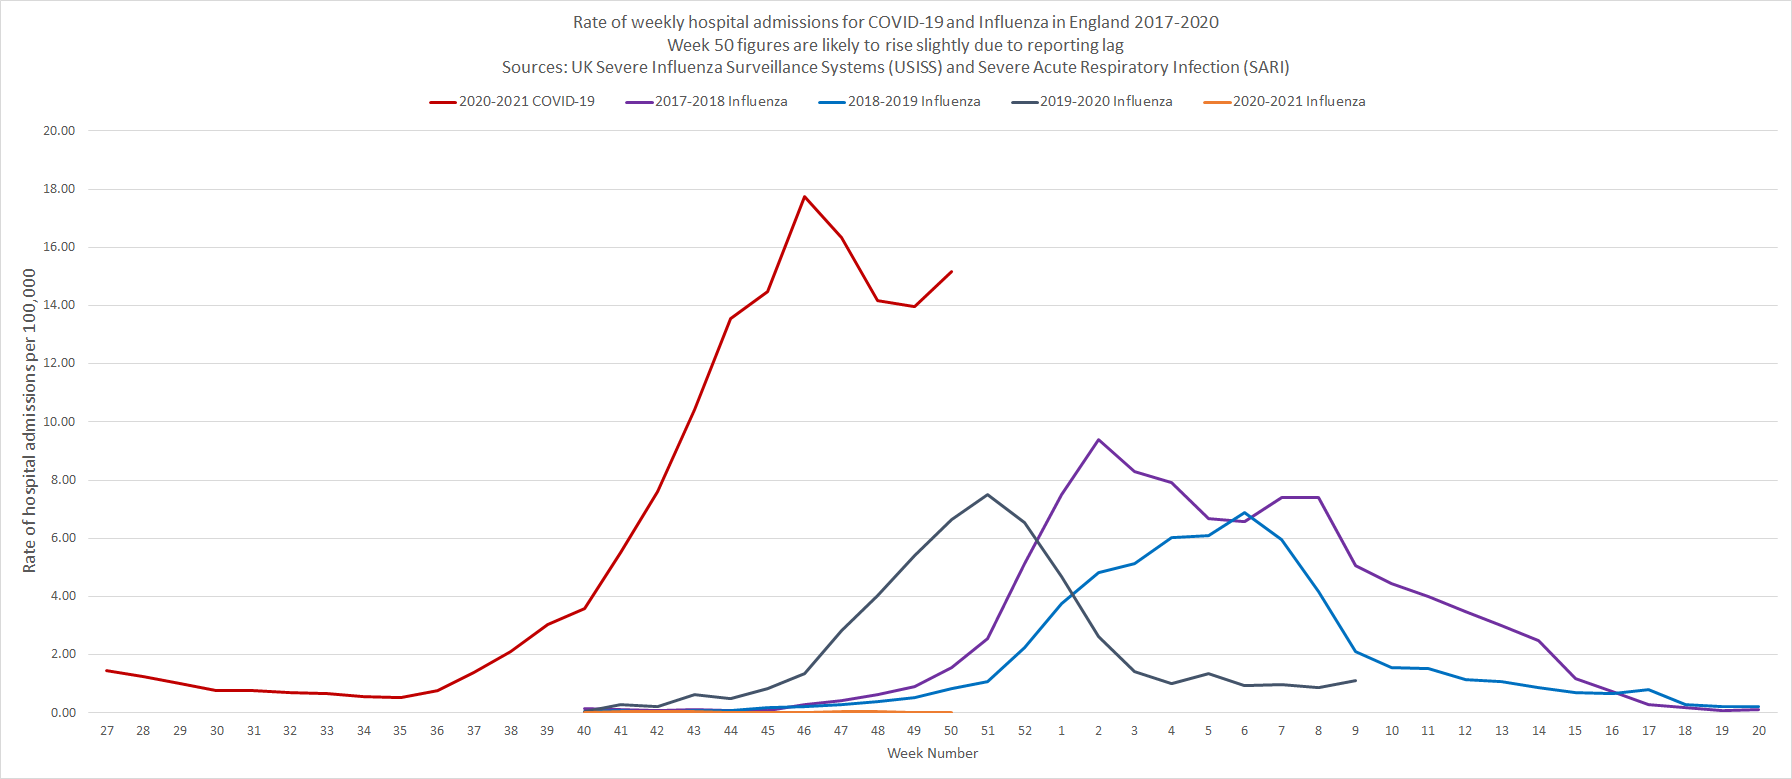 Rate of weekly hospital admissions for COVID-19 and Influenza in England 2017-2020
Week 50 figures are likely to rise slightly due to reporting lag
Sources: UK Severe Influenza Surveillance Systems (USISS) and Severe Acute Respiratory Infection (SARI)
2020-2021 COVID-19 2017-2018 Influenza 2018-2019 Influenza 2019-2020 Influenza 2020-2021 Influenza
Rate of hospital admissions per 100,000
20.00
18.00
16.00
14.00
12.00
10.00
8.00
6.00
4.00
2.00
0.00
27 28 29 30 31 32 33 34 35 36 37 38 39 40 41 42 43 44 45 46 47 48 49 50 51 52 1 2 3 4 5 6 7 8 9 10 11 12 13 14 15 16 17 18 19 20
Week Number